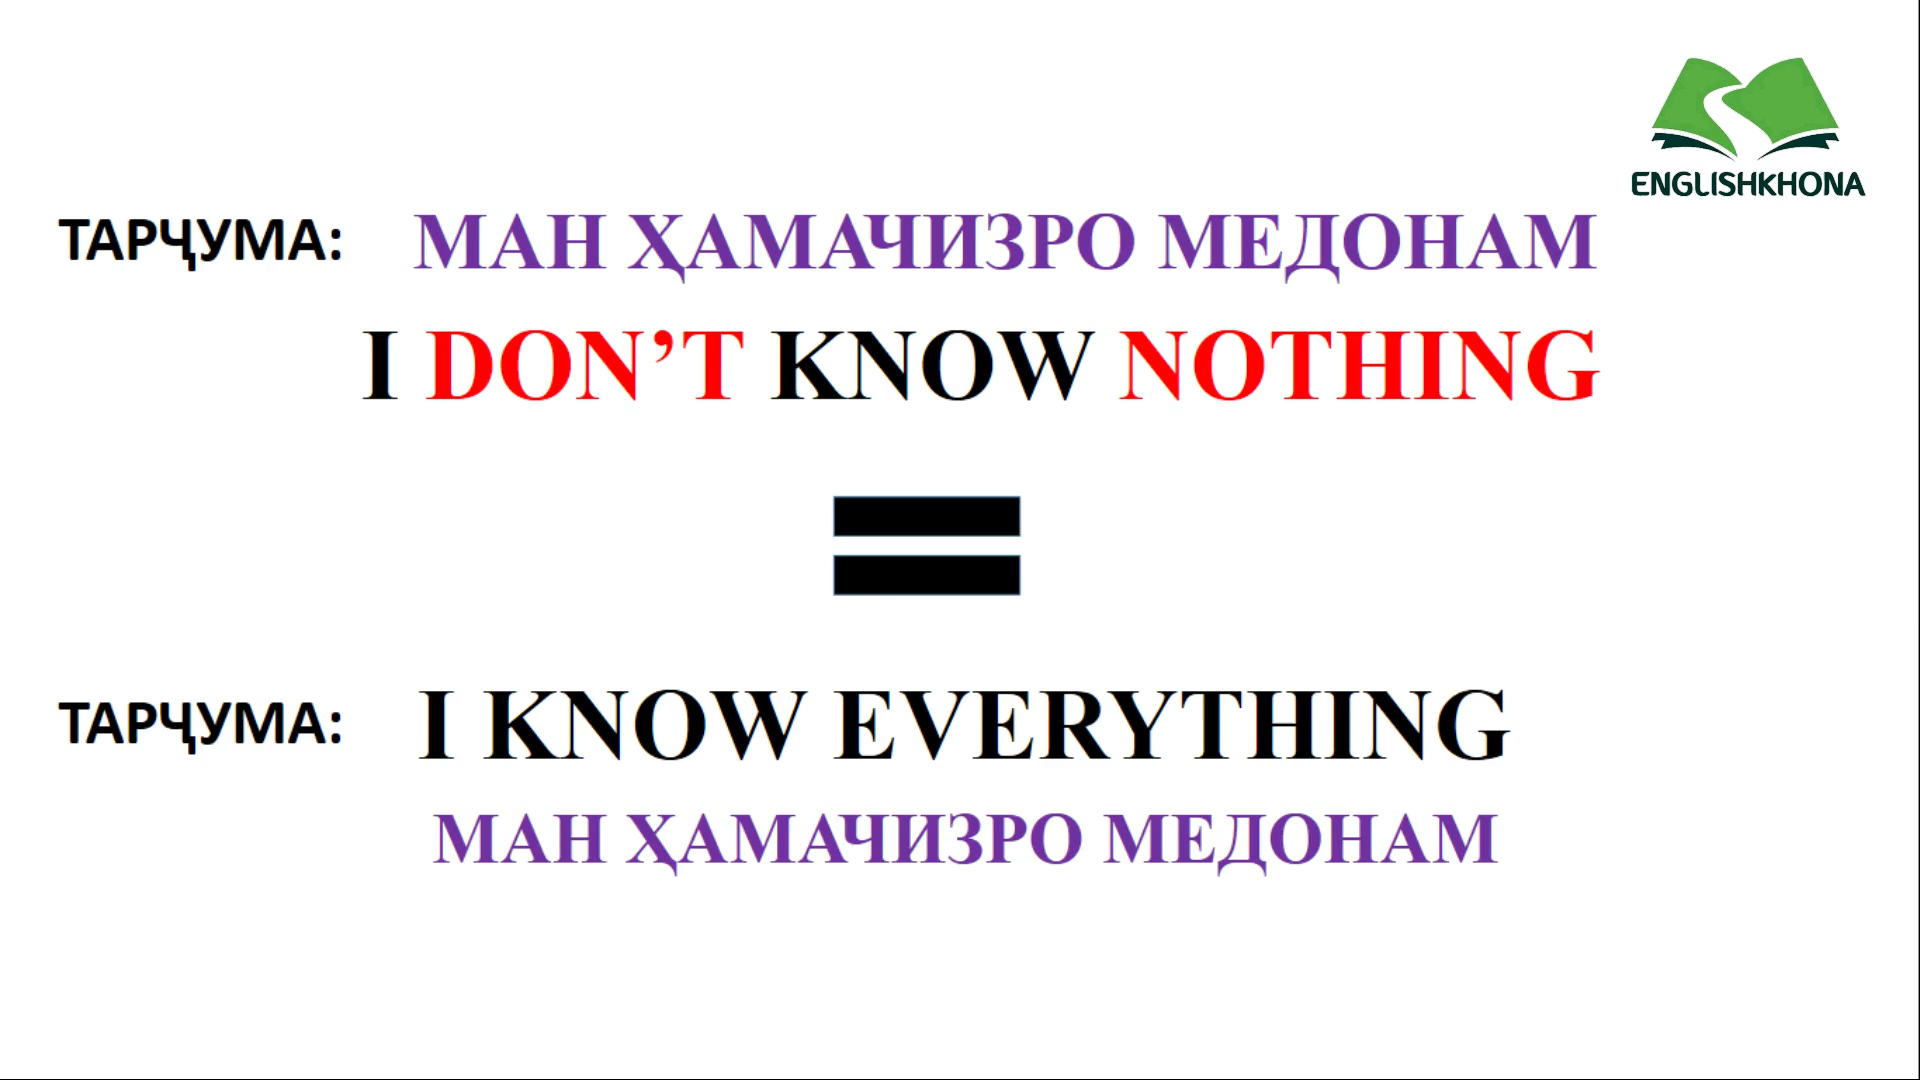 ENGLISHKHONA
ТАРҶУМА: МАН ҲАМАЧИЗРО МЕДОНАМ
I DON’T KNOW NOTHING
ТАРҶУМА: I KNOW EVERYTHING
МАН ҲАМАЧИЗРО МЕДОНАМ